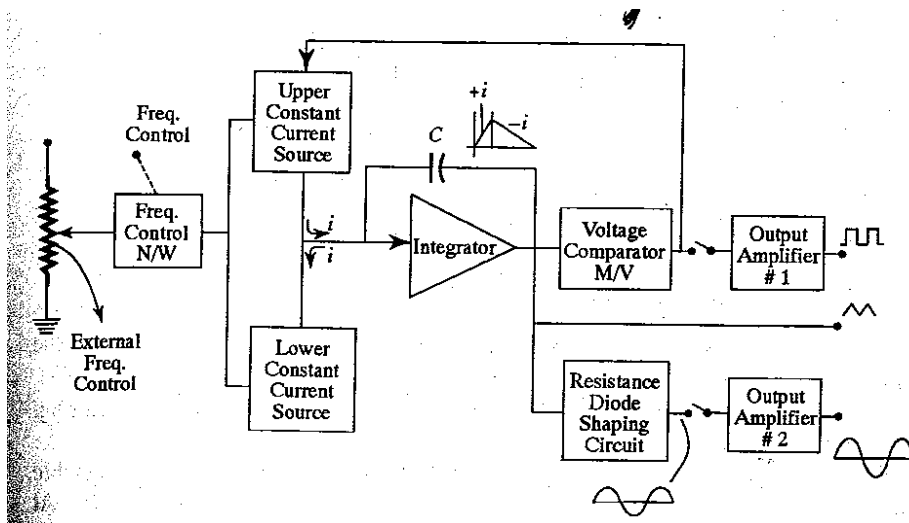 Upper
Constant
Current
Source
Freq.
Control
+i
-i
C
Freq.
Control
N/W
i
i
Integrator
Voltage
Comparator
M/V
Output
Amplifier
# 1
External
Freq.
Control
Lower
Constant
Current
Source
Resistance
Diode
Shaping
Circuit
Output
Amplifier
# 2